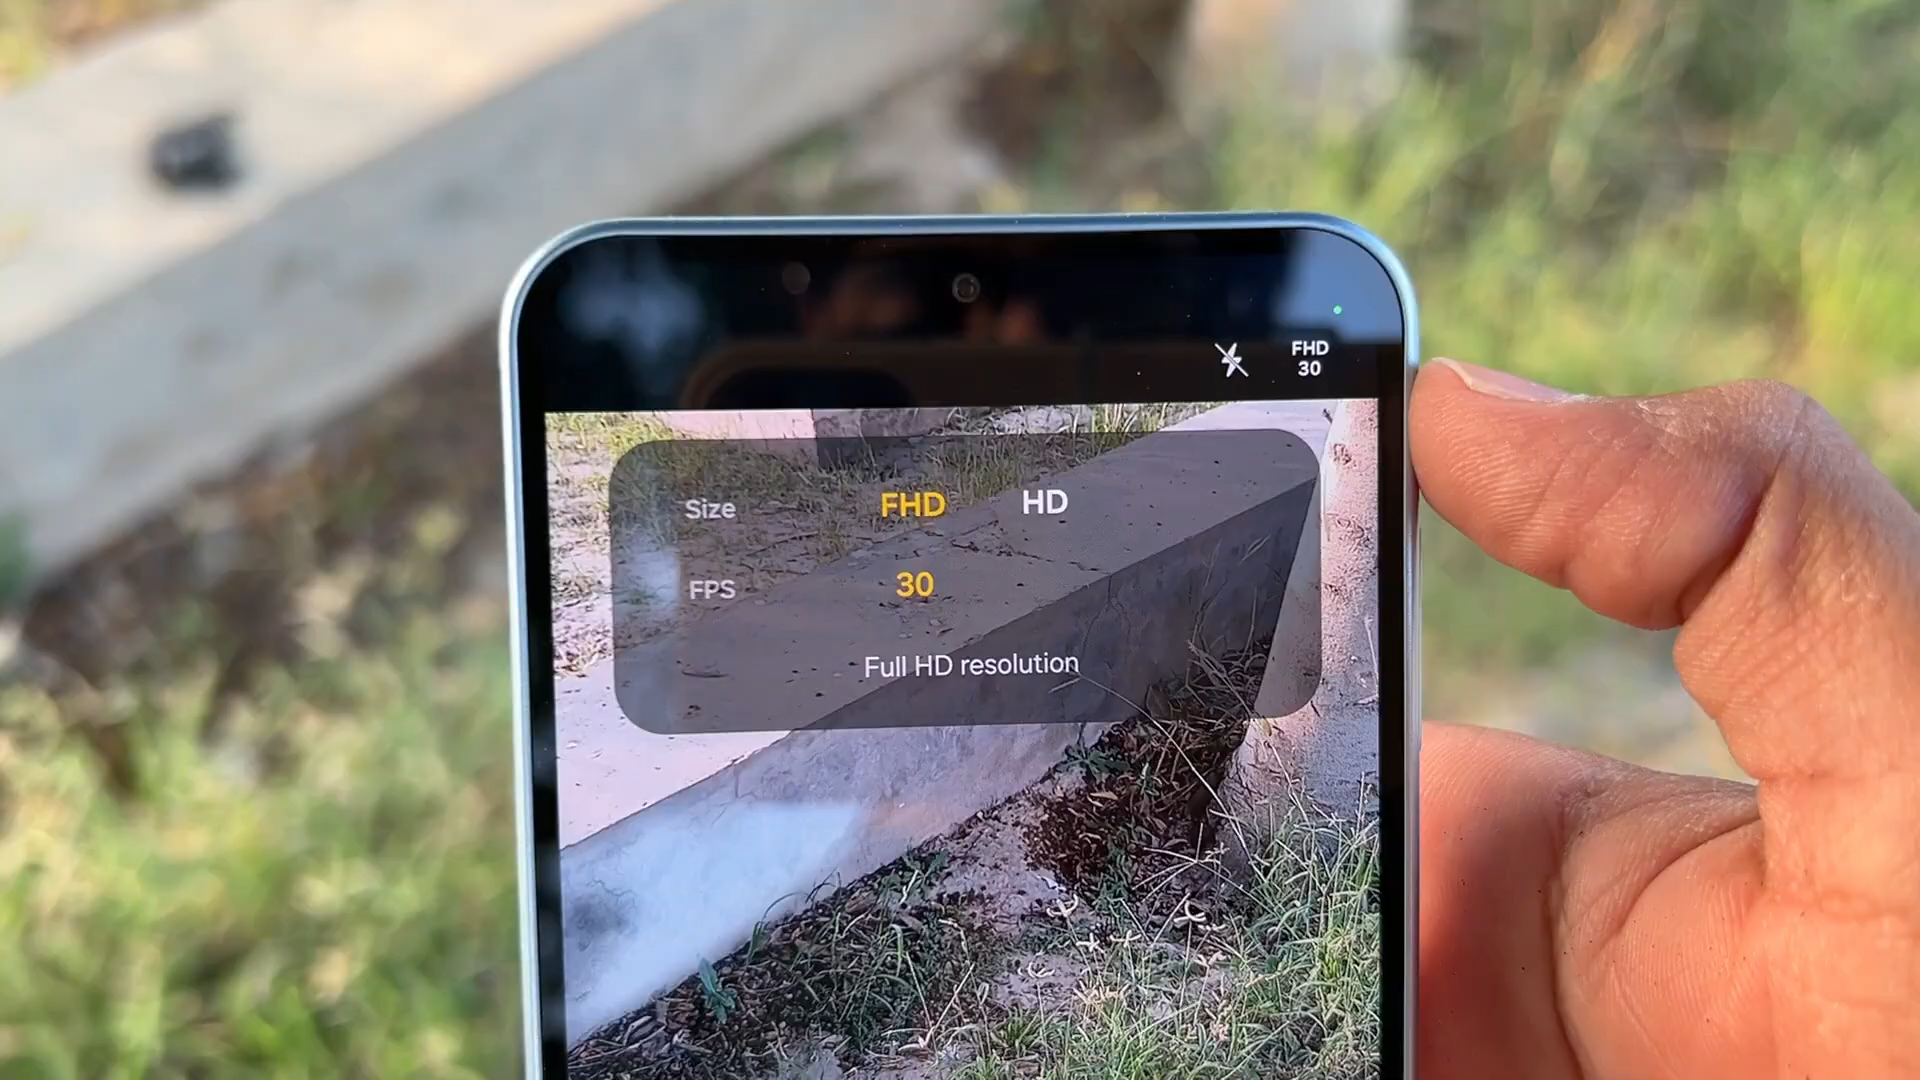 FHD
30
Size FHD HD
FPS 30
Full HD resolution